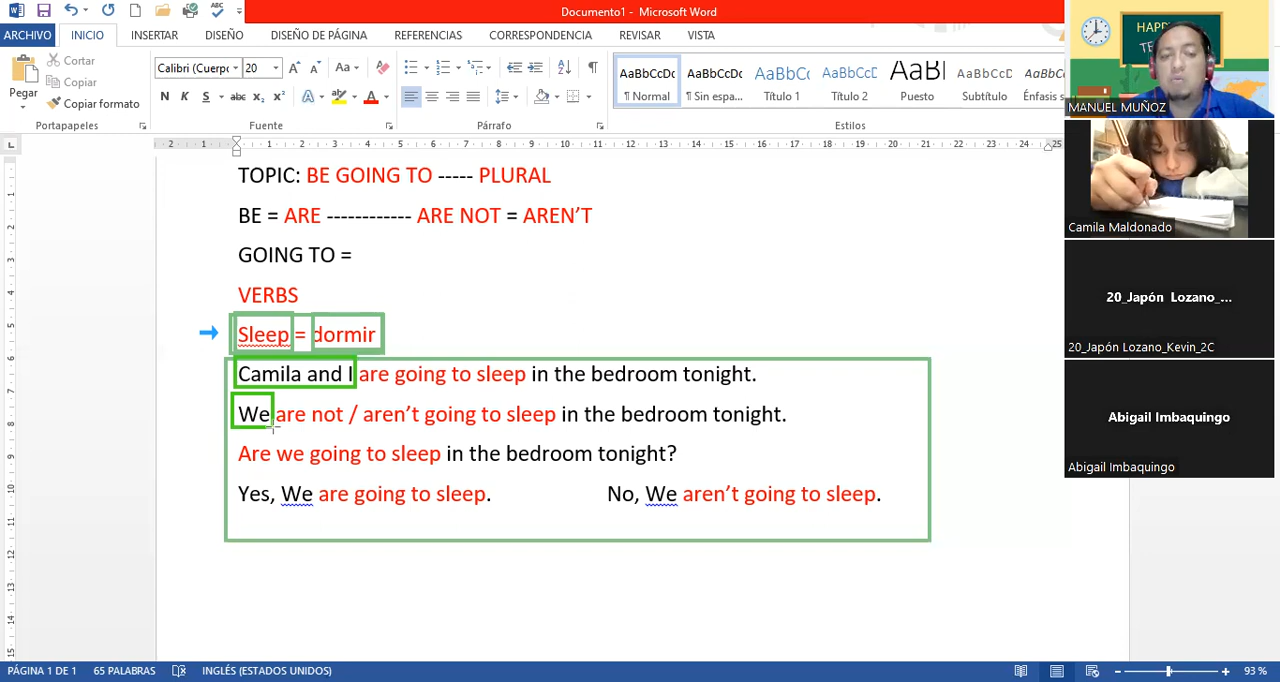 Documento1 - Microsoft Word
ARCHIVO INICIO INSERTAR DISEÑO DISEÑO DE PÁGINA REFERENCIAS CORRESPONDENCIA REVISAR VISTA
Pegar
Cortar
Copiar
Copiar formato
Portapapeles
Calibri (Cuerpo 20
Fuente
Párrafo
AaBbCcDc AaBbCcDc AaBbCc AaBbCcD AaBl AaBbCcD
¶ Normal ¶ Sin espa... Título 1 Título 2 Puesto Subtítulo Énfasis s
Estilos
TOPIC: BE GOING TO ----- PLURAL
BE = ARE ------------ ARE NOT = AREN’T
GOING TO =
VERBS
Sleep = dormir
Camila and I are going to sleep in the bedroom tonight.
We are not / aren’t going to sleep in the bedroom tonight.
Are we going to sleep in the bedroom tonight?
Yes, We are going to sleep. No, We aren’t going to sleep.
PÁGINA 1 DE 1 65 PALABRAS INGLÉS (ESTADOS UNIDOS) 93 %
MANUEL MUÑOZ
Camila Maldonado
20_Japón Lozano_...
20_Japón Lozano_Kevin_2C
Abigail Imbaquingo
Abigail Imbaquingo